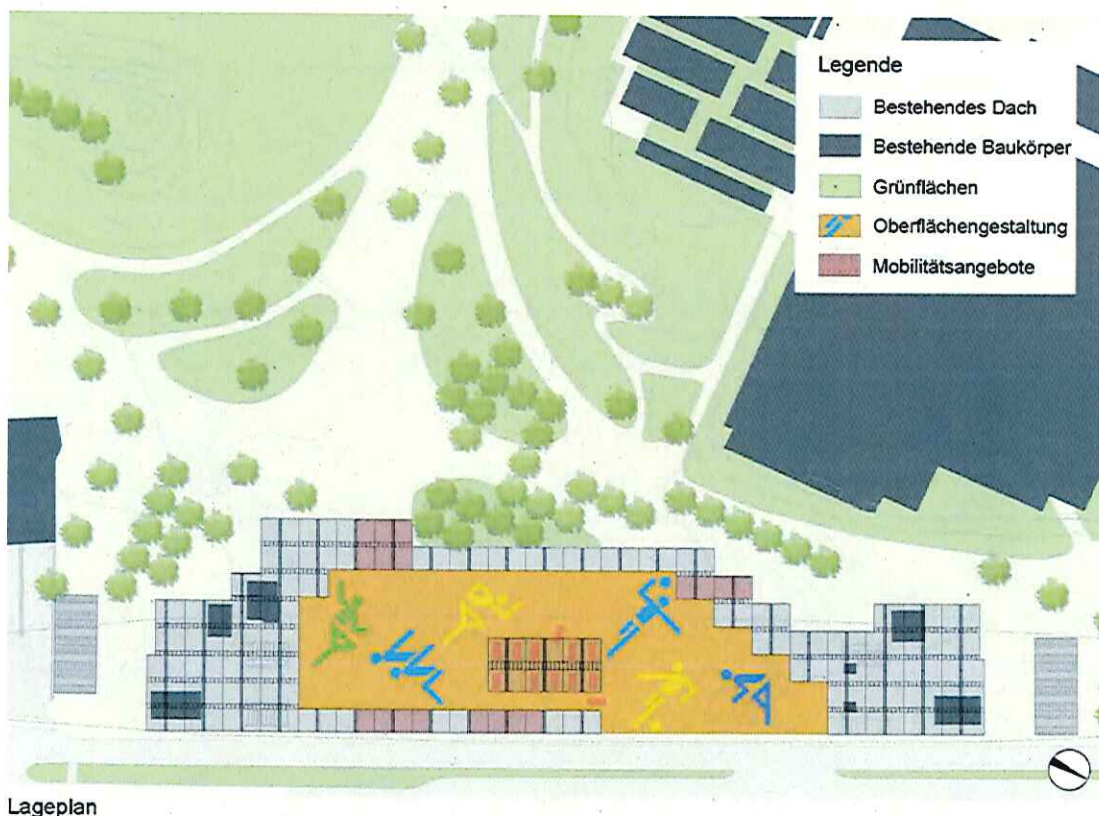 Legende
Bestehendes Dach
Bestehende Baukörper
Grünflächen
Oberflächengestaltung
Mobilitätsangebote
Lageplan